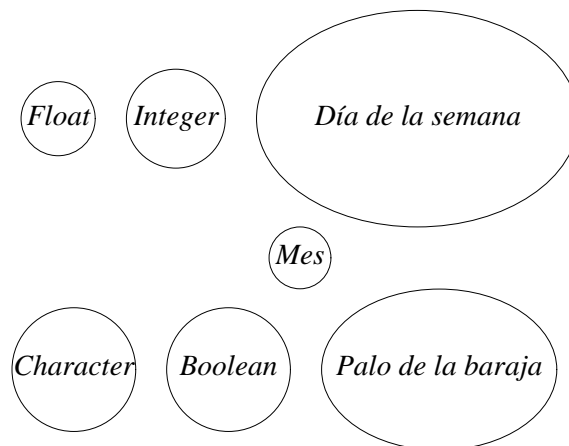 Float
Integer
Día de la semana
Mes
Character
Boolean
Palo de la baraja